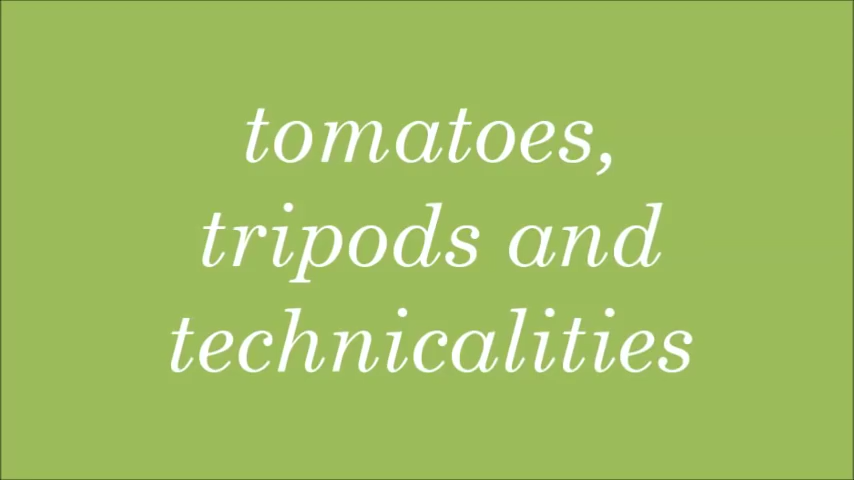 tomatoes,
tripods and
technicalities